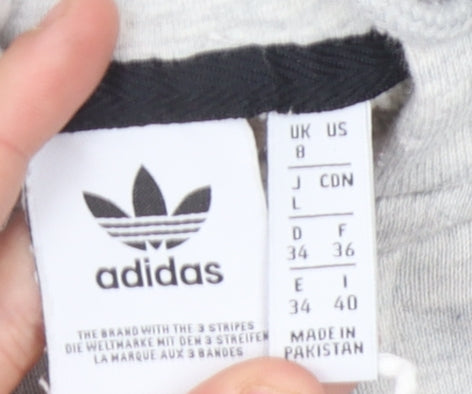 adidas
THE BRAND WITH THE 3 STRIPES
DIE WELTMARKE MIT DEN 3 STREIFEN
LA MARQUE AUX 3 BANDES
UK US
8
J CDN
L
D F
34 36
E I
34 40
MADE IN
PAKISTAN